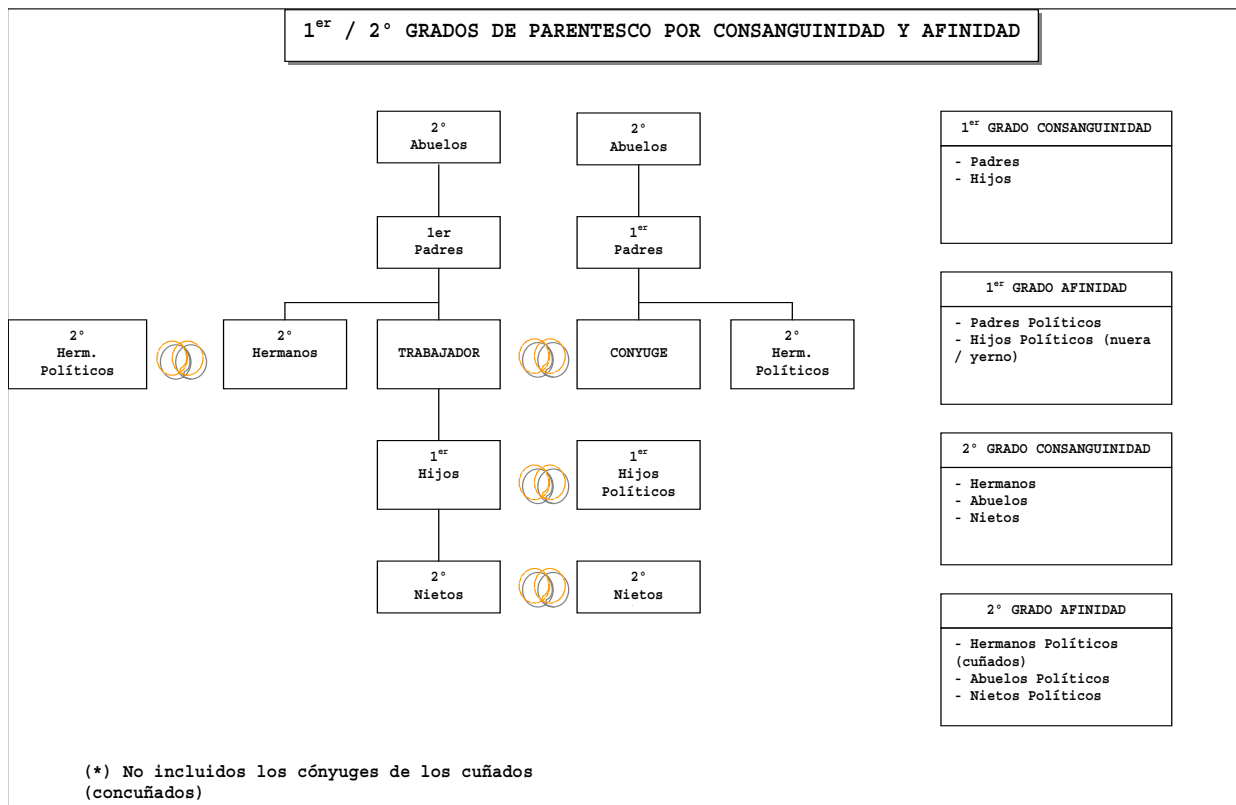 1er / 2° GRADOS DE PARENTESCO POR CONSANGUINIDAD Y AFINIDAD
2°
Abuelos
2°
Abuelos
1er
Padres
1er
Padres
2°
Herm.
Políticos
2°
Hermanos
TRABAJADOR
CONYUGE
2°
Herm.
Políticos
1er
Hijos
1er
Hijos
Políticos
2°
Nietos
2°
Nietos
1er GRADO CONSANGUINIDAD
- Padres
- Hijos
1er GRADO AFINIDAD
- Padres Políticos
- Hijos Políticos (nuera
/ yerno)
2° GRADO CONSANGUINIDAD
- Hermanos
- Abuelos
- Nietos
2° GRADO AFINIDAD
- Hermanos Políticos
(cuñados)
- Abuelos Políticos
- Nietos Políticos
(*) No incluidos los cónyuges de los cuñados
(concuñados)